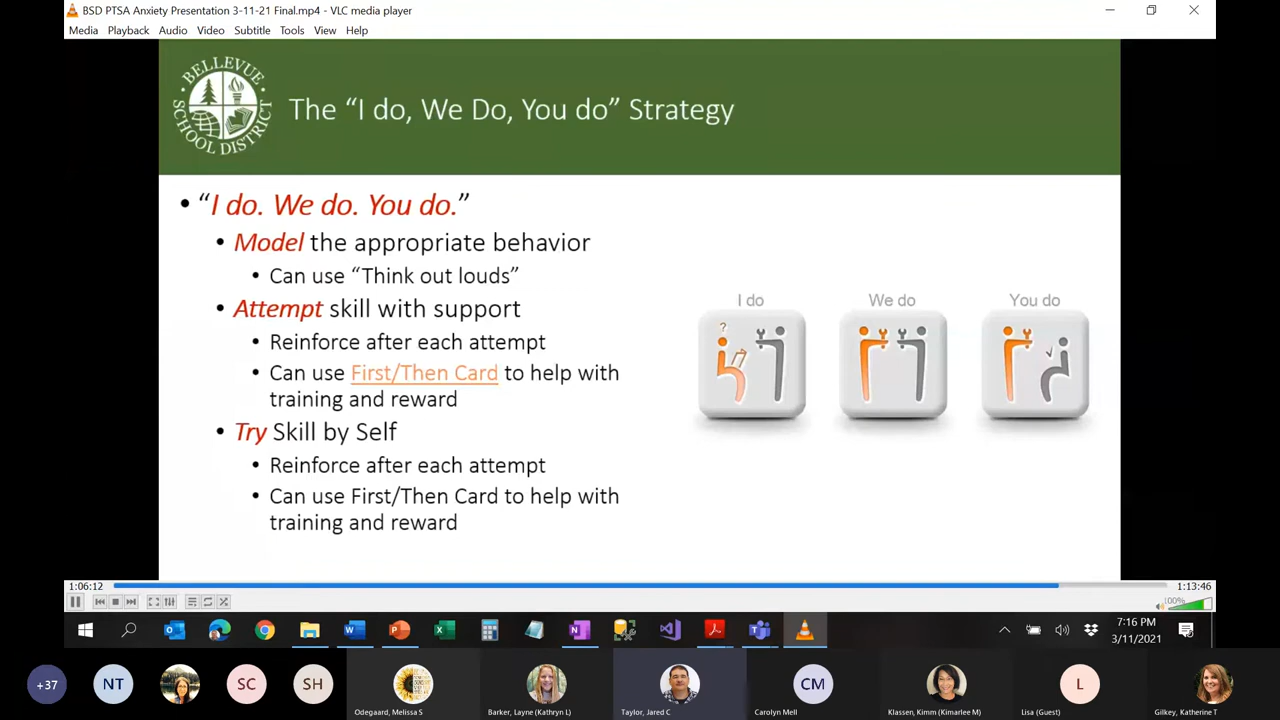 BSD PTSA Anxiety Presentation 3-11-21 Final.mp4 - VLC media player
Media Playback Audio Video Subtitle Tools View Help
BELLEVUE
SCHOOL DISTRICT
The “I do, We Do, You do” Strategy
• “I do. We do. You do.”
• Model the appropriate behavior
• Can use “Think out louds”
• Attempt skill with support
• Reinforce after each attempt
• Can use First/Then Card to help with
training and reward
• Try Skill by Self
• Reinforce after each attempt
• Can use First/Then Card to help with
training and reward
I do We do You do
1:06:12 1:13:46
100%
7:16 PM
3/11/2021
+37 NT SC SH CM L
Odegaard, Melissa S Barker, Layne (Kathryn L) Taylor, Jared C Carolyn Mell Klassen, Kimm (Kimarlee M) Lisa (Guest) Gilkey, Katherine T